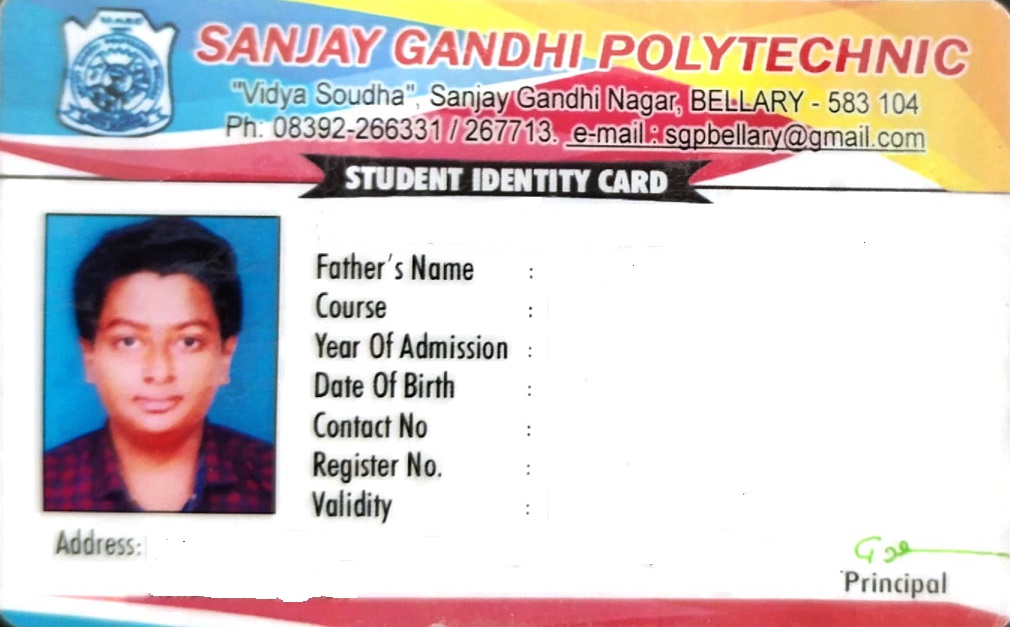 SANJAY GANDHI POLYTECHNIC
"Vidya Soudha", Sanjay Gandhi Nagar, BELLARY - 583 104
Ph: 08392-266331 / 267713. e-mail : sgpbellary@gmail.com
STUDENT IDENTITY CARD
Father's Name :
Course :
Year Of Admission :
Date Of Birth :
Contact No :
Register No. :
Validity :
Address:
Principal